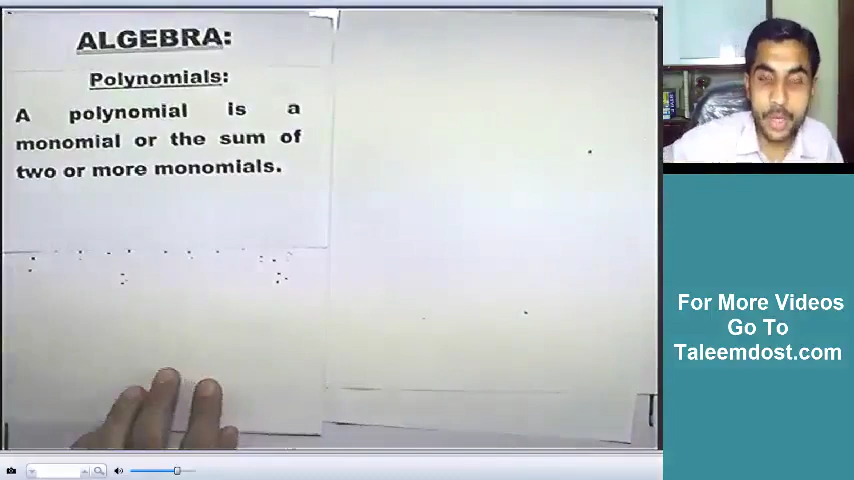 ALGEBRA:
Polynomials:
A polynomial is a
monomial or the sum of
two or more monomials.
For More Videos
Go To
Taleemdost.com